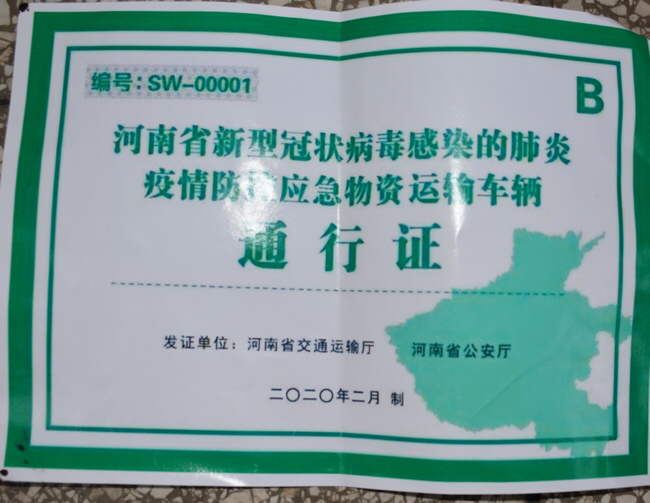 编号：SW-00001
B
河南省新型冠状病毒感染的肺炎
疫情防控应急物资运输车辆
通行证
发证单位：河南省交通运输厅 河南省公安厅
二〇二〇年二月 制